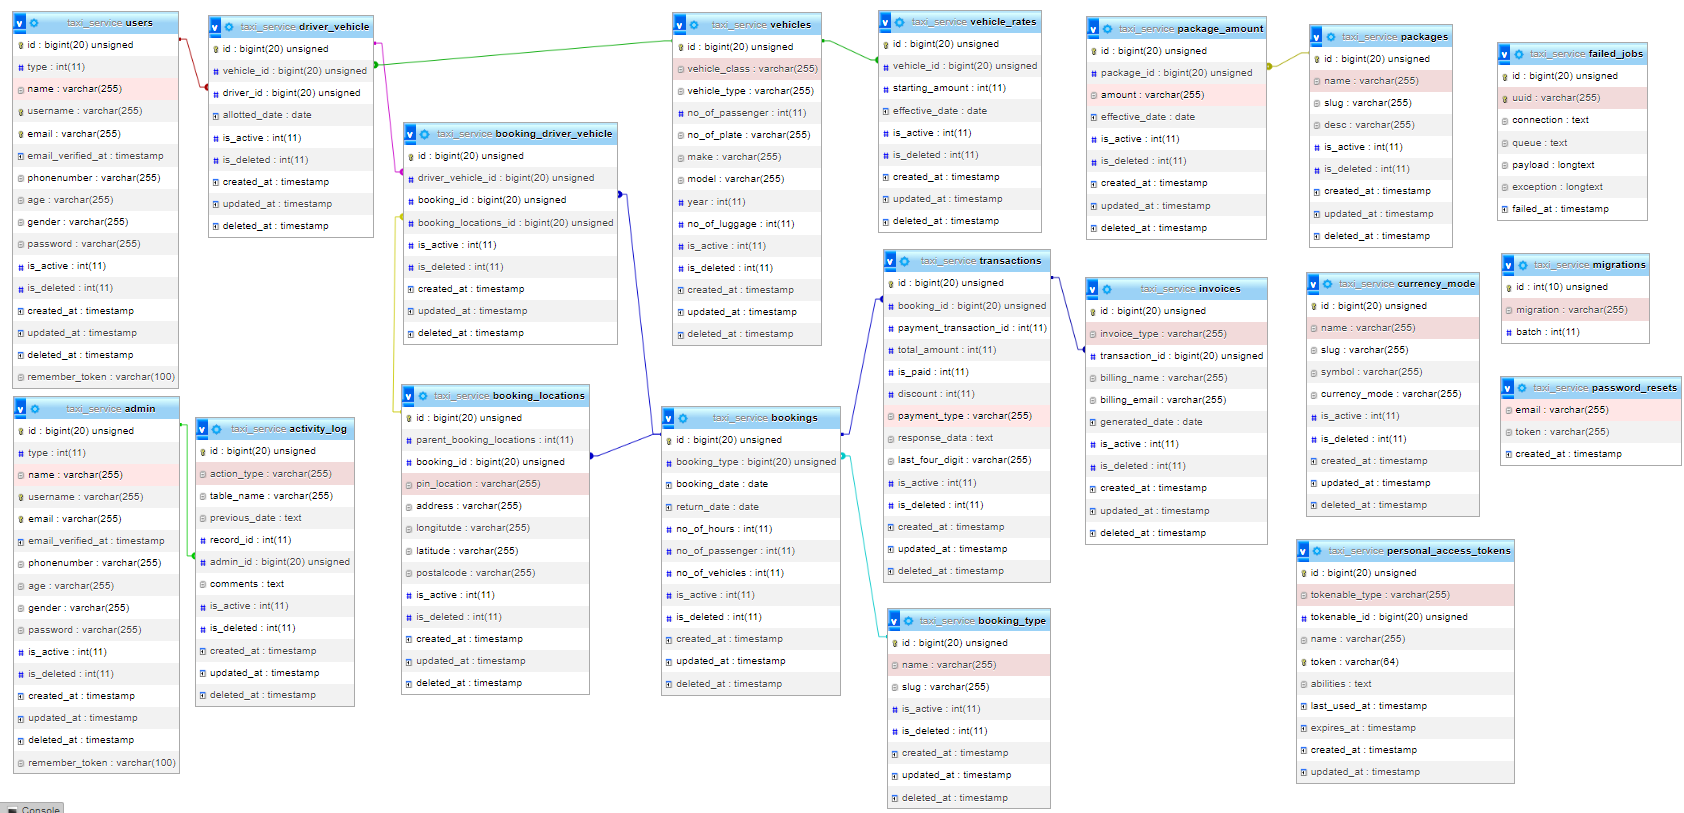 taxi_service users
id : bigint(20) unsigned
type : int(11)
name : varchar(255)
username : varchar(255)
email : varchar(255)
email_verified_at : timestamp
phonenumber : varchar(255)
age : varchar(255)
gender : varchar(255)
password : varchar(255)
is_active : int(11)
is_deleted : int(11)
created_at : timestamp
updated_at : timestamp
deleted_at : timestamp
remember_token : varchar(100)
taxi_service driver_vehicle
id : bigint(20) unsigned
vehicle_id : bigint(20) unsigned
driver_id : bigint(20) unsigned
allotted_date : date
is_active : int(11)
is_deleted : int(11)
created_at : timestamp
updated_at : timestamp
deleted_at : timestamp
taxi_service booking_driver_vehicle
id : bigint(20) unsigned
driver_vehicle_id : bigint(20) unsigned
booking_id : bigint(20) unsigned
booking_locations_id : bigint(20) unsigned
is_active : int(11)
is_deleted : int(11)
created_at : timestamp
updated_at : timestamp
deleted_at : timestamp
taxi_service vehicles
id : bigint(20) unsigned
vehicle_class : varchar(255)
vehicle_type : varchar(255)
no_of_passenger : int(11)
no_of_plate : varchar(255)
make : varchar(255)
model : varchar(255)
year : int(11)
no_of_luggage : int(11)
is_active : int(11)
is_deleted : int(11)
created_at : timestamp
updated_at : timestamp
deleted_at : timestamp
taxi_service vehicle_rates
id : bigint(20) unsigned
vehicle_id : bigint(20) unsigned
starting_amount : int(11)
effective_date : date
is_active : int(11)
is_deleted : int(11)
created_at : timestamp
updated_at : timestamp
deleted_at : timestamp
taxi_service package_amount
id : bigint(20) unsigned
package_id : bigint(20) unsigned
amount : varchar(255)
effective_date : date
is_active : int(11)
is_deleted : int(11)
created_at : timestamp
updated_at : timestamp
deleted_at : timestamp
taxi_service packages
id : bigint(20) unsigned
name : varchar(255)
slug : varchar(255)
desc : varchar(255)
is_active : int(11)
is_deleted : int(11)
created_at : timestamp
updated_at : timestamp
deleted_at : timestamp
taxi_service failed_jobs
id : bigint(20) unsigned
uuid : varchar(255)
connection : text
queue : text
payload : longtext
exception : longtext
failed_at : timestamp
taxi_service admin
id : bigint(20) unsigned
type : int(11)
name : varchar(255)
username : varchar(255)
email : varchar(255)
email_verified_at : timestamp
phonenumber : varchar(255)
age : varchar(255)
gender : varchar(255)
password : varchar(255)
is_active : int(11)
is_deleted : int(11)
created_at : timestamp
updated_at : timestamp
deleted_at : timestamp
remember_token : varchar(100)
taxi_service activity_log
id : bigint(20) unsigned
action_type : varchar(255)
table_name : varchar(255)
previous_date : text
record_id : int(11)
admin_id : bigint(20) unsigned
comments : text
is_active : int(11)
is_deleted : int(11)
created_at : timestamp
updated_at : timestamp
deleted_at : timestamp
taxi_service booking_locations
id : bigint(20) unsigned
parent_booking_locations : int(11)
booking_id : bigint(20) unsigned
pin_location : varchar(255)
address : varchar(255)
longitutde : varchar(255)
latitude : varchar(255)
postalcode : varchar(255)
is_active : int(11)
is_deleted : int(11)
created_at : timestamp
updated_at : timestamp
deleted_at : timestamp
taxi_service bookings
id : bigint(20) unsigned
booking_type : bigint(20) unsigned
booking_date : date
return_date : date
no_of_hours : int(11)
no_of_passenger : int(11)
no_of_vehicles : int(11)
is_active : int(11)
is_deleted : int(11)
created_at : timestamp
updated_at : timestamp
deleted_at : timestamp
taxi_service transactions
id : bigint(20) unsigned
booking_id : bigint(20) unsigned
payment_transaction_id : int(11)
total_amount : int(11)
is_paid : int(11)
discount : int(11)
payment_type : varchar(255)
response_data : text
last_four_digit : varchar(255)
is_active : int(11)
is_deleted : int(11)
created_at : timestamp
updated_at : timestamp
deleted_at : timestamp
taxi_service booking_type
id : bigint(20) unsigned
name : varchar(255)
slug : varchar(255)
is_active : int(11)
is_deleted : int(11)
created_at : timestamp
updated_at : timestamp
deleted_at : timestamp
taxi_service invoices
id : bigint(20) unsigned
invoice_type : varchar(255)
transaction_id : bigint(20) unsigned
billing_name : varchar(255)
billing_email : varchar(255)
generated_date : date
is_active : int(11)
is_deleted : int(11)
created_at : timestamp
updated_at : timestamp
deleted_at : timestamp
taxi_service currency_mode
id : bigint(20) unsigned
name : varchar(255)
slug : varchar(255)
symbol : varchar(255)
currency_mode : varchar(255)
is_active : int(11)
is_deleted : int(11)
created_at : timestamp
updated_at : timestamp
deleted_at : timestamp
taxi_service migrations
id : int(10) unsigned
migration : varchar(255)
batch : int(11)
taxi_service password_resets
email : varchar(255)
token : varchar(255)
created_at : timestamp
taxi_service personal_access_tokens
id : bigint(20) unsigned
tokenable_type : varchar(255)
tokenable_id : bigint(20) unsigned
name : varchar(255)
token : varchar(64)
abilities : text
last_used_at : timestamp
expires_at : timestamp
created_at : timestamp
updated_at : timestamp
Console